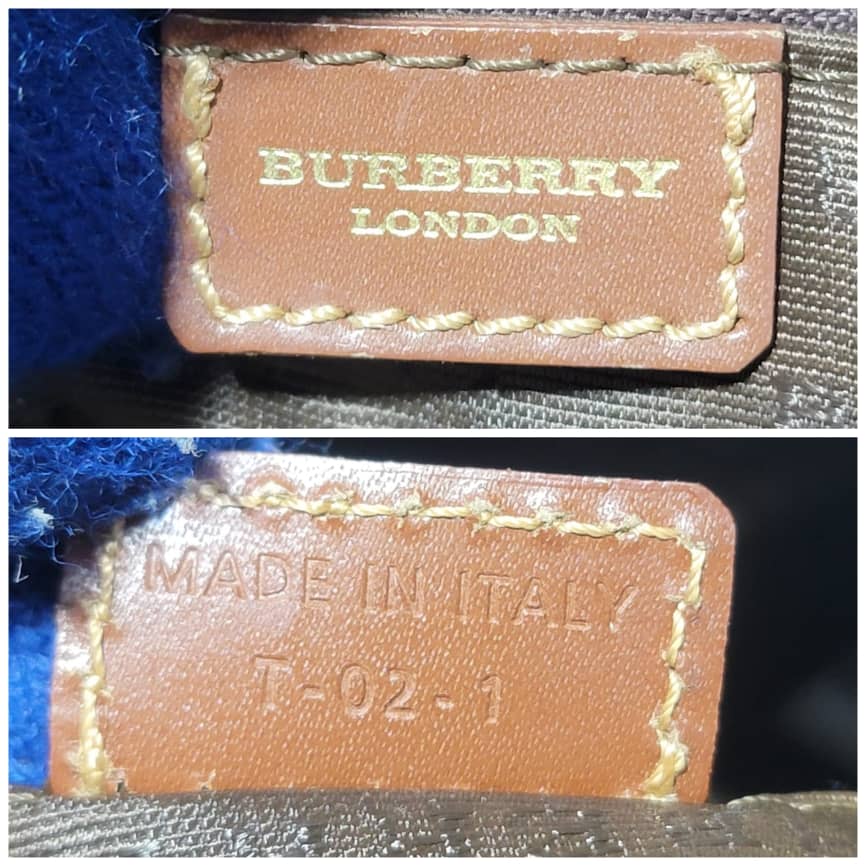 BURBERRY
LONDON
MADE IN ITALY
T-02-1